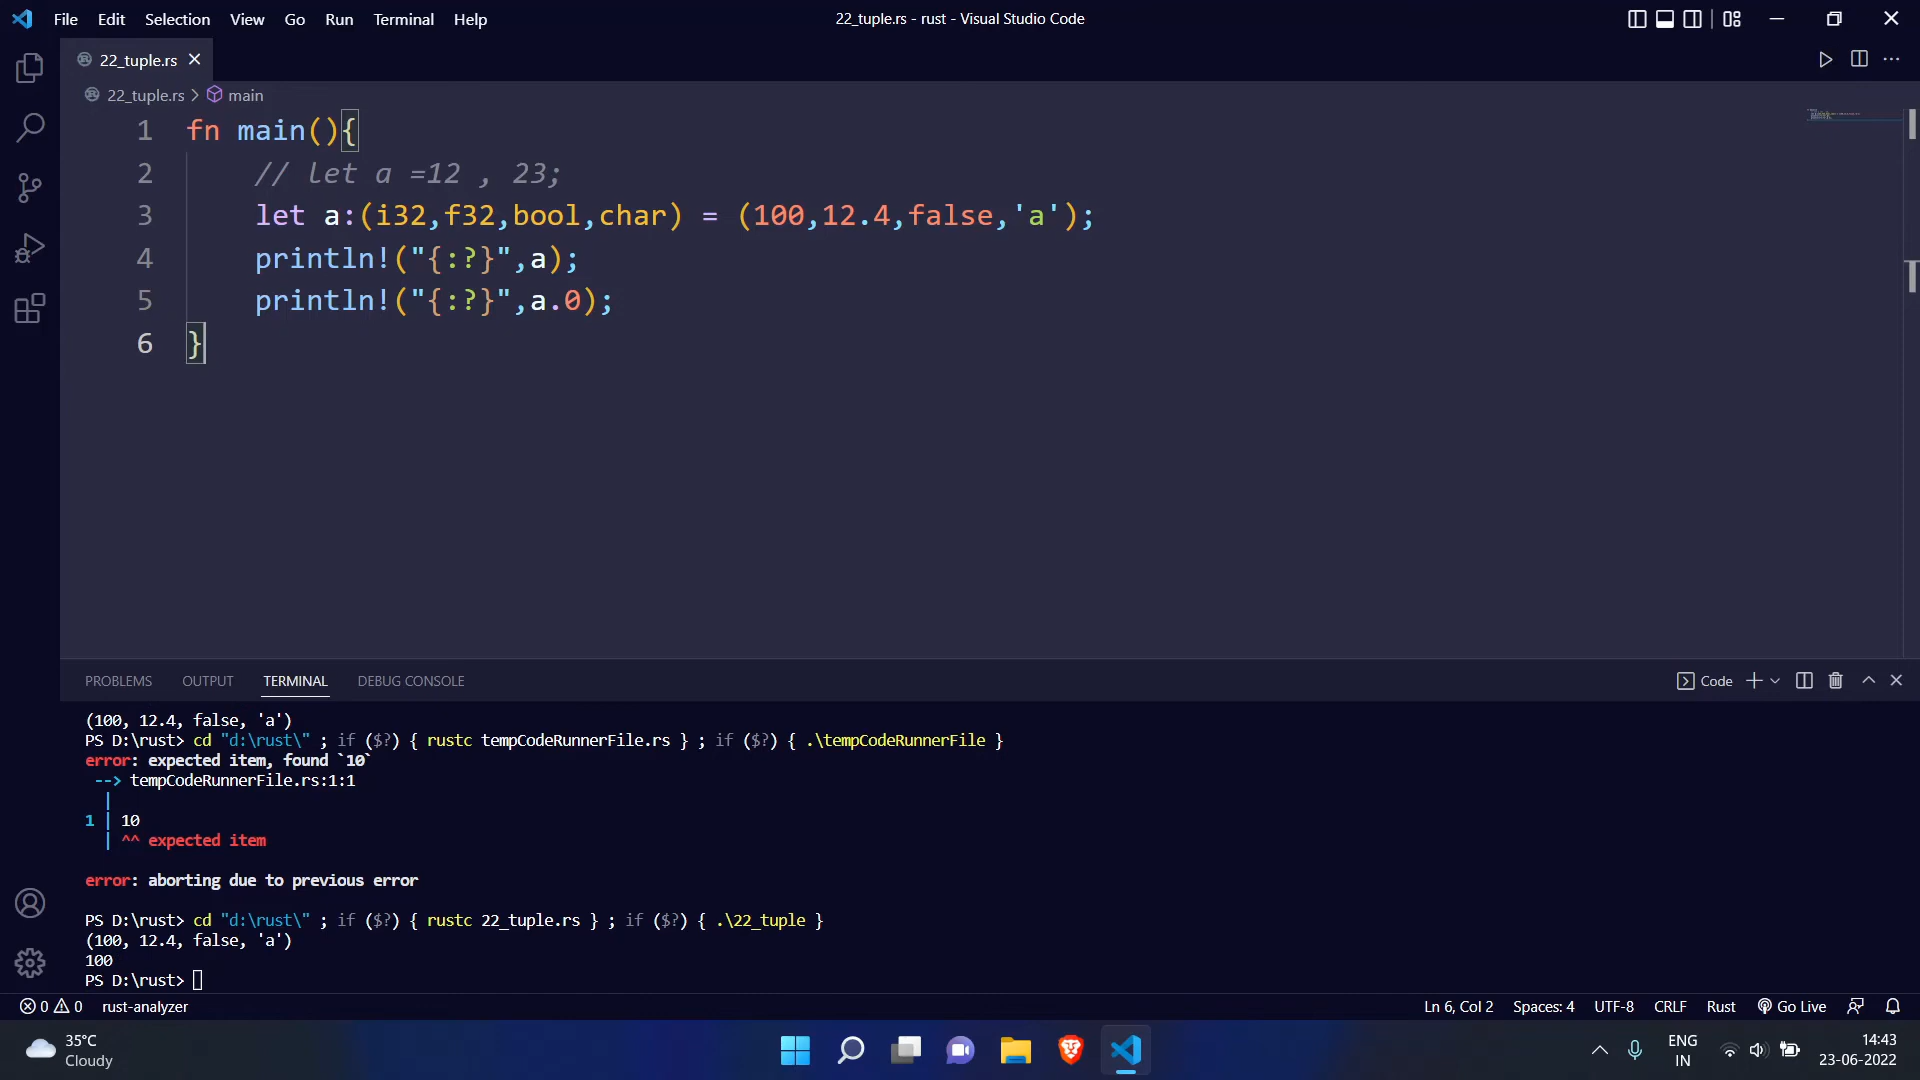 File Edit Selection View Go Run Terminal Help 22_tuple.rs - rust - Visual Studio Code
22_tuple.rs
22_tuple.rs > main
1 fn main(){
2 // let a =12 , 23;
3 let a:(i32,f32,bool,char) = (100,12.4,false,'a');
4 println!("{:?}",a);
5 println!("{:?}",a.0);
6 }
PROBLEMS OUTPUT TERMINAL DEBUG CONSOLE Code
(100, 12.4, false, 'a')
PS D:\rust> cd "d:\rust\" ; if ($?) { rustc tempCodeRunnerFile.rs } ; if ($?) { .\tempCodeRunnerFile }
error: expected item, found `10`
--> tempCodeRunnerFile.rs:1:1
|
1 | 10
| ^^ expected item
error: aborting due to previous error
PS D:\rust> cd "d:\rust\" ; if ($?) { rustc 22_tuple.rs } ; if ($?) { .\22_tuple }
(100, 12.4, false, 'a')
100
PS D:\rust>
0 0 rust-analyzer Ln 6, Col 2 Spaces: 4 UTF-8 CRLF Rust Go Live
35°C
Cloudy
ENG
IN
14:43
23-06-2022